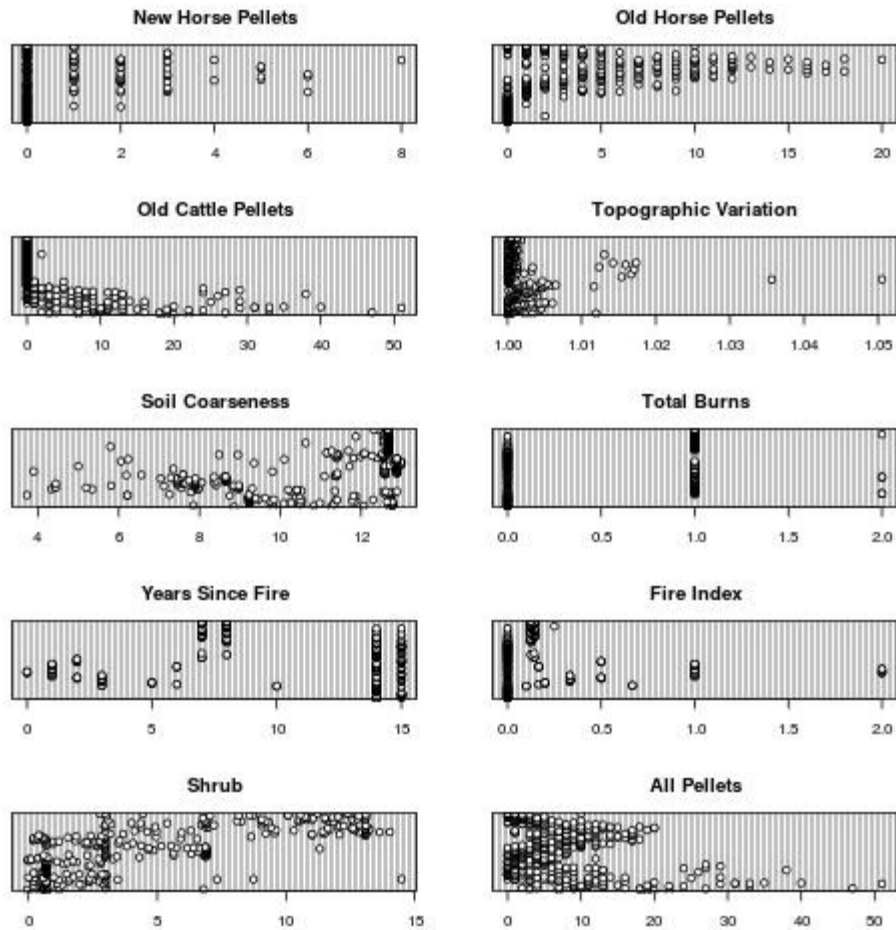 New Horse Pellets
0 2 4 6 8
Old Horse Pellets
0 5 10 15 20
Old Cattle Pellets
0 10 20 30 40 50
Topographic Variation
1.00 1.01 1.02 1.03 1.04 1.05
Soil Coarseness
4 6 8 10 12
Total Burns
0.0 0.5 1.0 1.5 2.0
Years Since Fire
0 5 10 15
Fire Index
0.0 0.5 1.0 1.5 2.0
Shrub
0 5 10 15
All Pellets
0 10 20 30 40 50